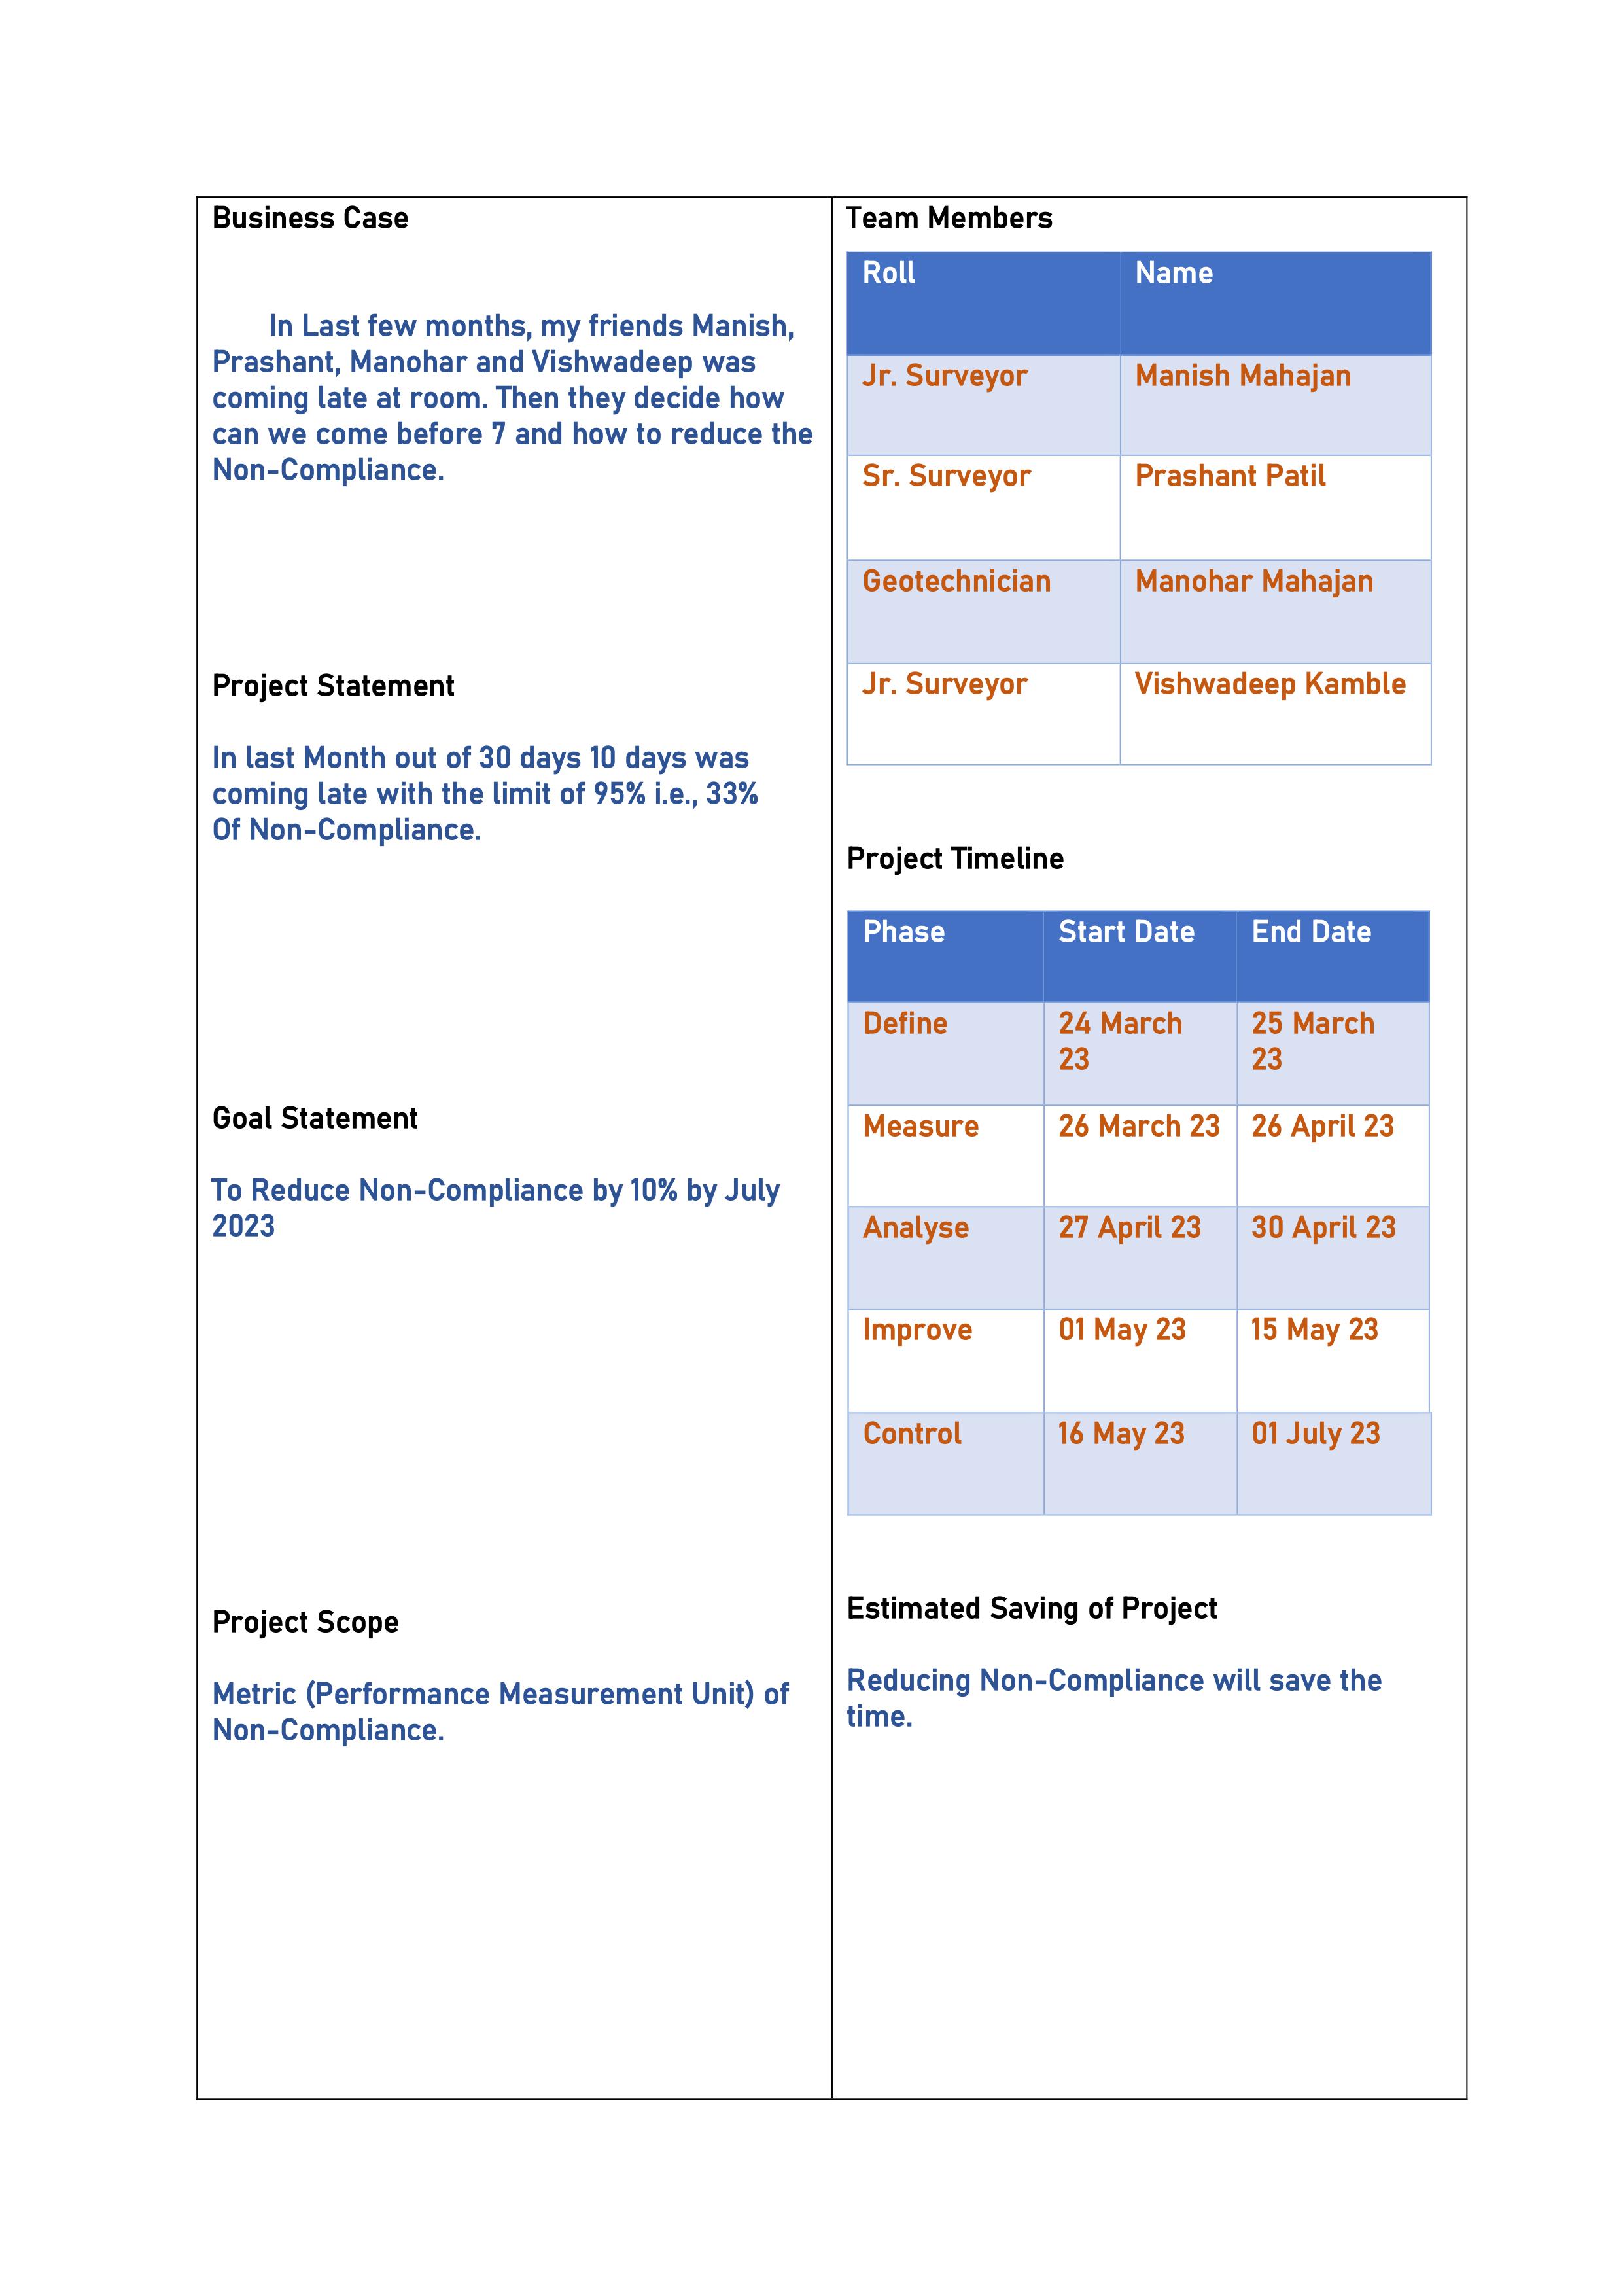 Business Case
In Last few months, my friends Manish,
Prashant, Manohar and Vishwadeep was
coming late at room. Then they decide how
can we come before 7 and how to reduce the
Non-Compliance.
Project Statement
In last Month out of 30 days 10 days was
coming late with the limit of 95% i.e., 33%
Of Non-Compliance.
Goal Statement
To Reduce Non-Compliance by 10% by July
2023
Project Scope
Metric (Performance Measurement Unit) of
Non-Compliance.
Team Members
Roll Name
Jr. Surveyor Manish Mahajan
Sr. Surveyor Prashant Patil
Geotechnician Manohar Mahajan
Jr. Surveyor Vishwadeep Kamble
Project Timeline
Phase Start Date End Date
Define 24 March 25 March
23 23
Measure 26 March 23 26 April 23
Analyse 27 April 23 30 April 23
Improve 01 May 23 15 May 23
Control 16 May 23 01 July 23
Estimated Saving of Project
Reducing Non-Compliance will save the
time.